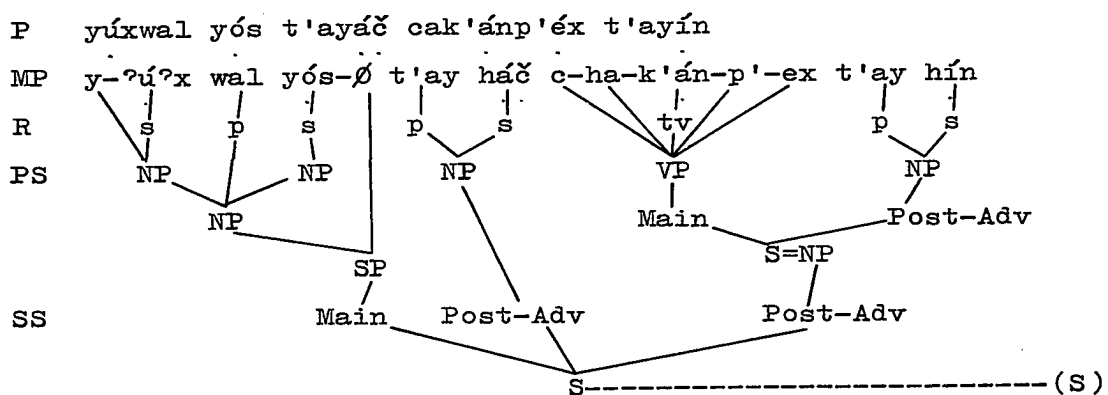 P yúxwal yós t'ayáč cak'ánp'éx t'ayín
MP y-ʔúʔx wal yós-Ø t'ay háč c-ha-k'án-p'-ex t'ay hín
R s p s p s tv p s
PS NP NP NP VP NP
NP Main Post-Adv
SP S=NP
SS Main Post-Adv Post-Adv
S--------------------------(S)